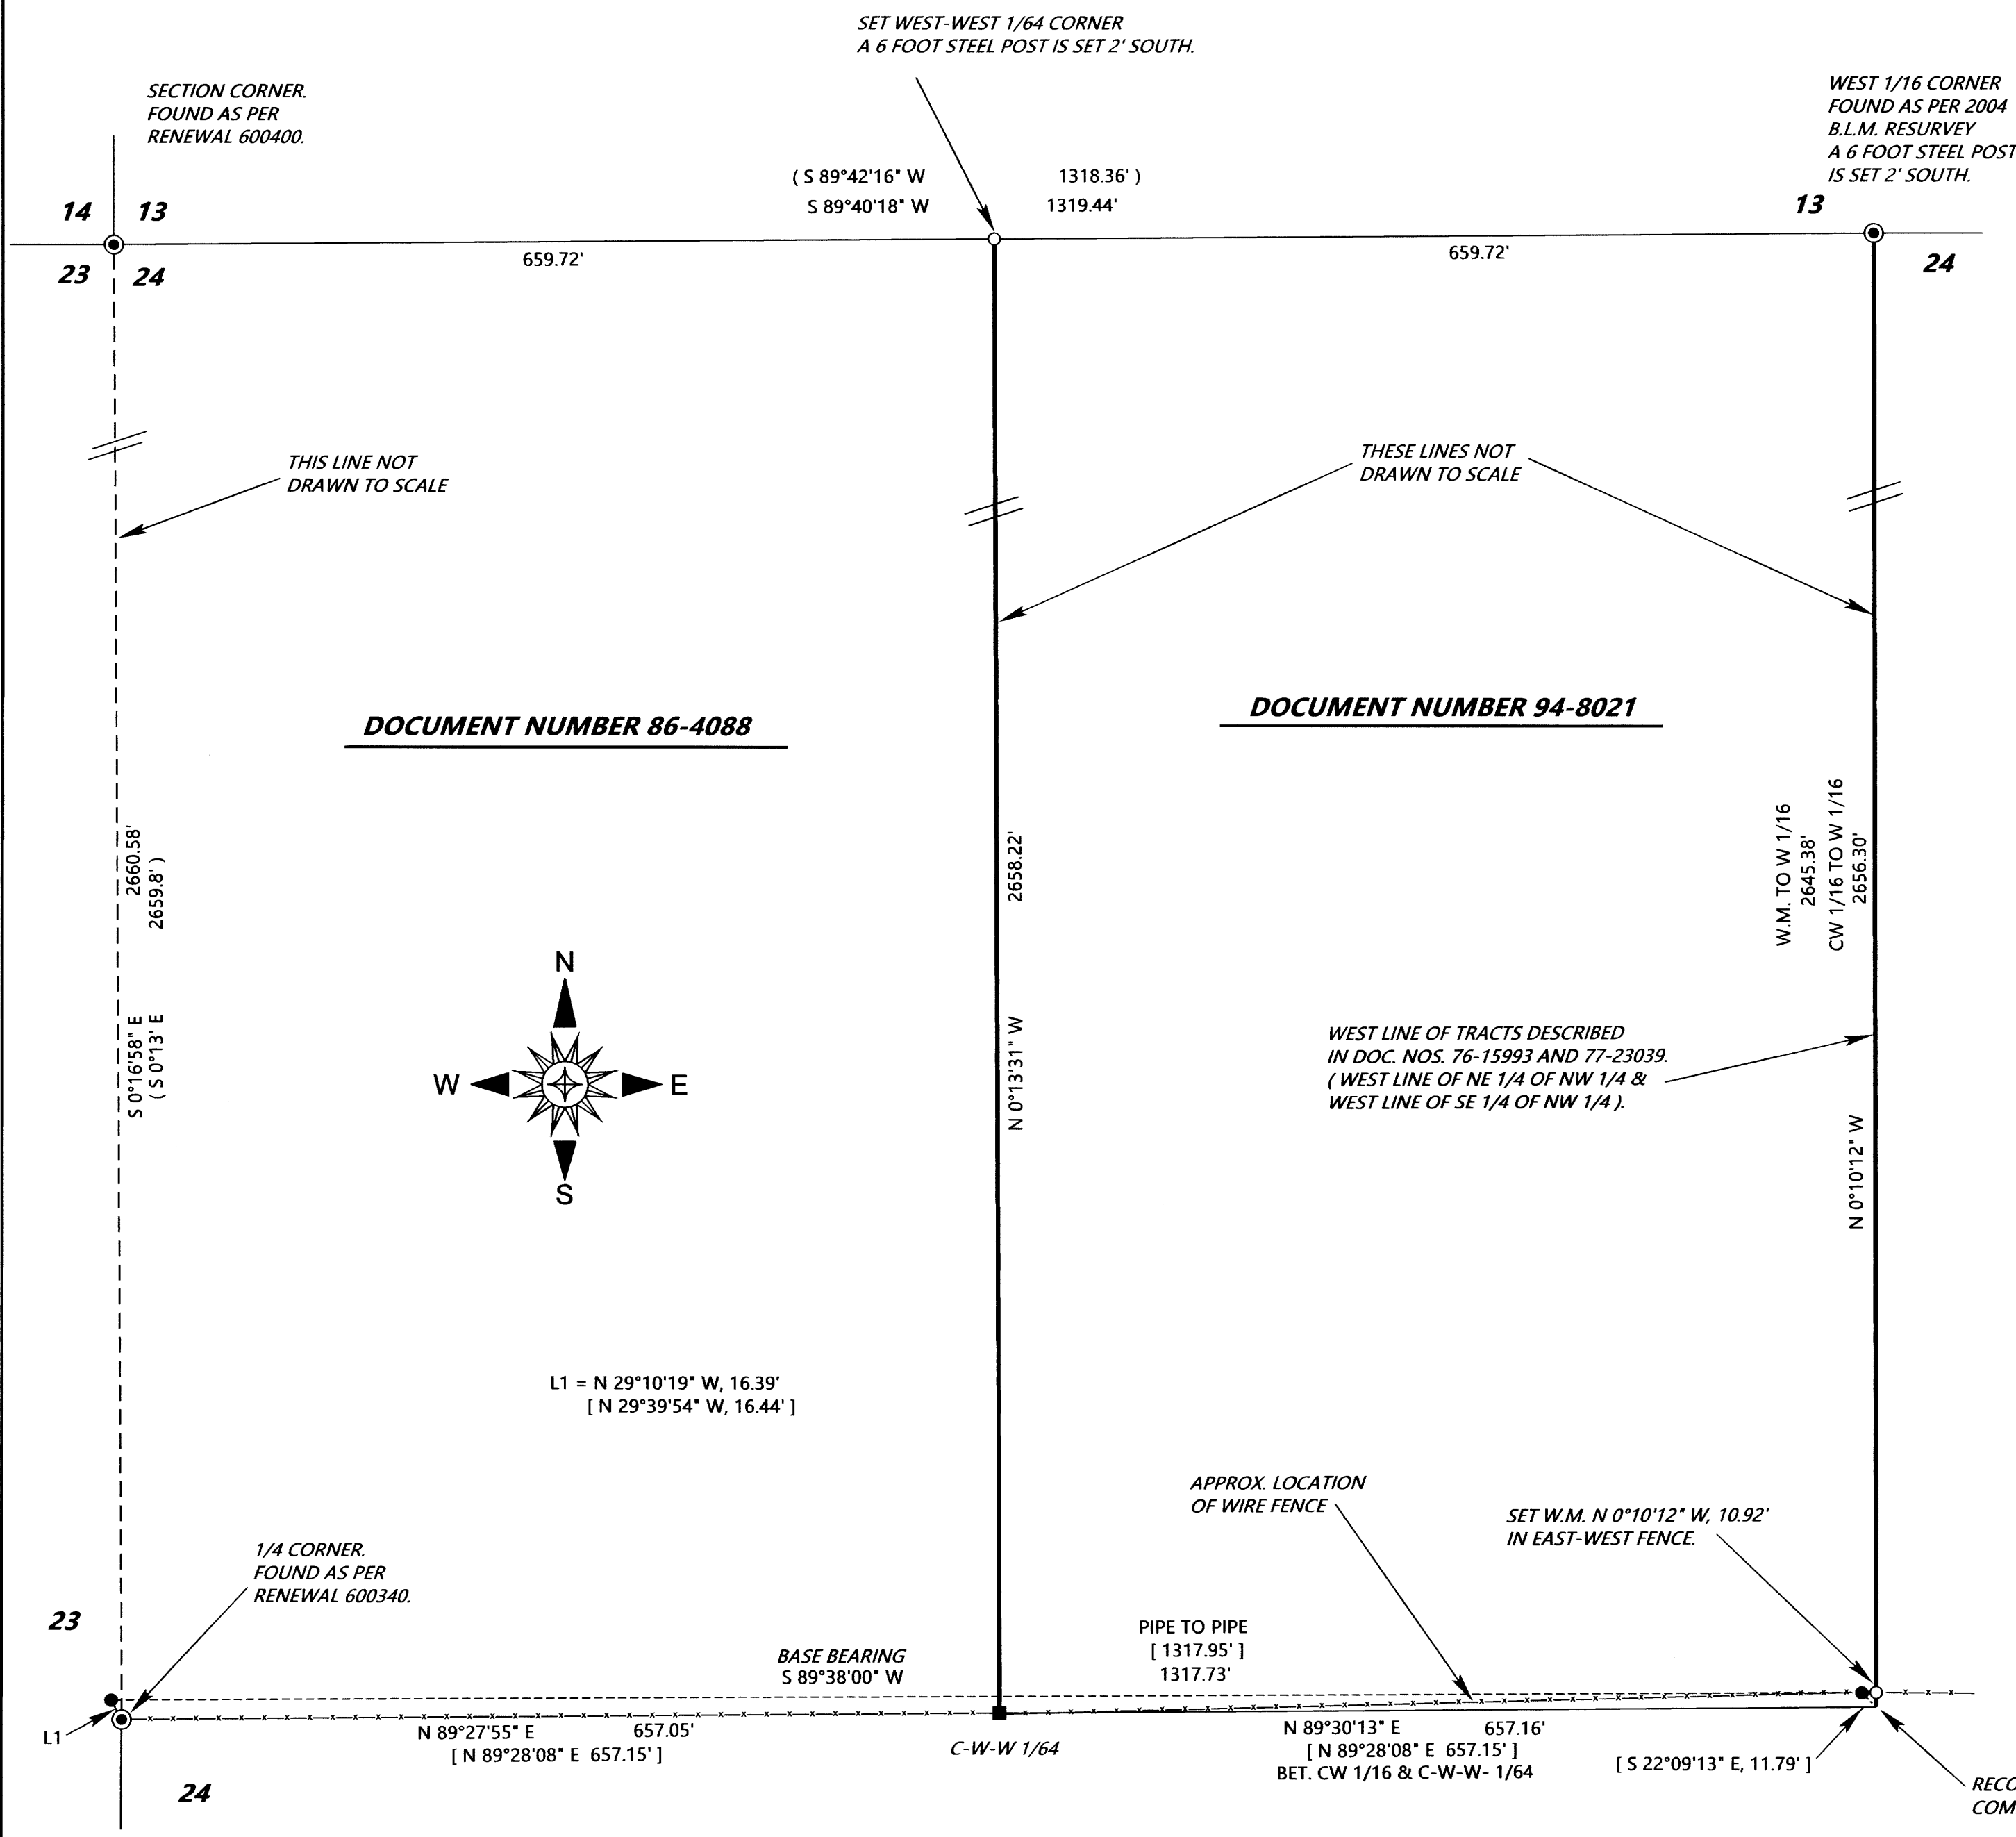 SET WEST-WEST 1/64 CORNER
A 6 FOOT STEEL POST IS SET 2' SOUTH.
SECTION CORNER.
FOUND AS PER
RENEWAL 600400.
WEST 1/16 CORNER
FOUND AS PER 2004
B.L.M. RESURVEY
A 6 FOOT STEEL POST
IS SET 2' SOUTH.
( S 89°42'16" W 1318.36' )
S 89°40'18" W 1319.44'
14 13
13
23 24
659.72'
659.72'
24
THIS LINE NOT
DRAWN TO SCALE
THESE LINES NOT
DRAWN TO SCALE
DOCUMENT NUMBER 86-4088
DOCUMENT NUMBER 94-8021
S 0°16'58" E 2660.58'
( S 0°13' E 2659.8' )
N 0°13'31" W 2658.22'
W.M. TO W 1/16
2645.38'
CW 1/16 TO W 1/16
2656.30'
N 0°10'12" W
N
W E
S
WEST LINE OF TRACTS DESCRIBED
IN DOC. NOS. 76-15993 AND 77-23039.
( WEST LINE OF NE 1/4 OF NW 1/4 &
WEST LINE OF SE 1/4 OF NW 1/4 ).
L1 = N 29°10'19" W, 16.39'
[ N 29°39'54" W, 16.44' ]
APPROX. LOCATION
OF WIRE FENCE
SET W.M. N 0°10'12" W, 10.92'
IN EAST-WEST FENCE.
1/4 CORNER.
FOUND AS PER
RENEWAL 600340.
23
BASE BEARING
S 89°38'00" W
PIPE TO PIPE
[ 1317.95' ]
1317.73'
L1
N 89°27'55" E 657.05'
[ N 89°28'08" E 657.15' ]
C-W-W 1/64
N 89°30'13" E 657.16'
[ N 89°28'08" E 657.15' ]
BET. CW 1/16 & C-W-W- 1/64
[ S 22°09'13" E, 11.79' ]
24